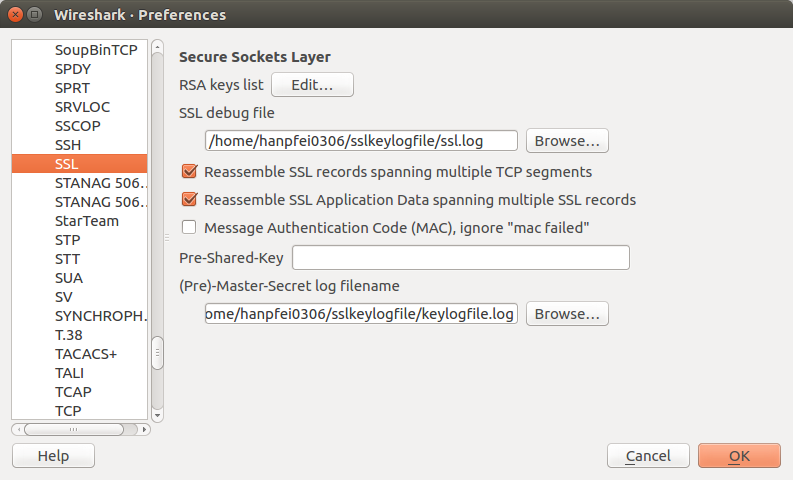 Wireshark · Preferences
SoupBinTCP
SPDY
SPRT
SRVLOC
SSCOP
SSH
SSL
STANAG 506…
STANAG 506…
StarTeam
STP
STT
SUA
SV
SYNCHROPH…
T.38
TACACS+
TALI
TCAP
TCP
Secure Sockets Layer
RSA keys list Edit…
SSL debug file
/home/hanpfei0306/sslkeylogfile/ssl.log Browse…
Reassemble SSL records spanning multiple TCP segments
Reassemble SSL Application Data spanning multiple SSL records
Message Authentication Code (MAC), ignore "mac failed"
Pre-Shared-Key
(Pre)-Master-Secret log filename
ome/hanpfei0306/sslkeylogfile/keylogfile.log Browse…
Help Cancel OK